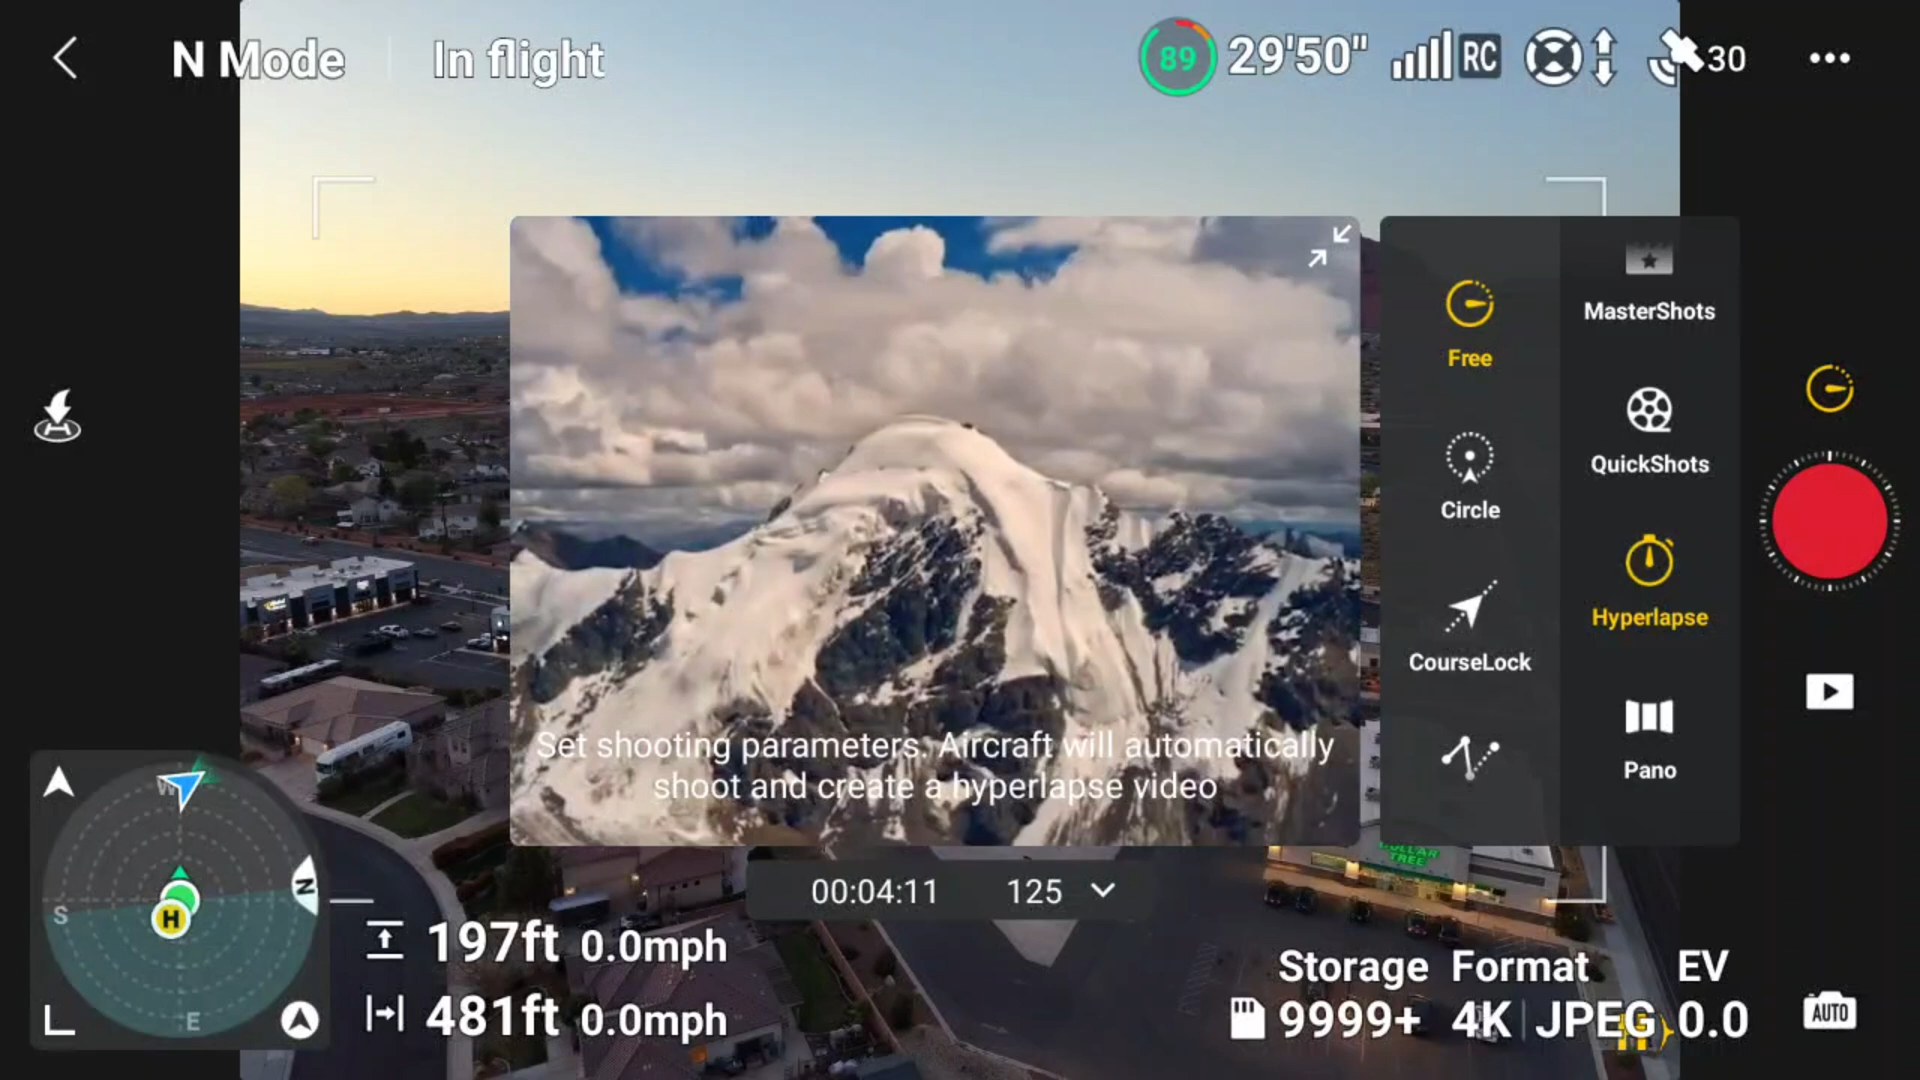 N Mode
In flight
89
29'50"
RC
30
MasterShots
Free
QuickShots
Circle
Hyperlapse
CourseLock
Pano
Set shooting parameters. Aircraft will automatically
shoot and create a hyperlapse video
DOLLAR
TREE
00:04:11 125
W
N
S
H
E
197ft 0.0mph
481ft 0.0mph
Storage Format EV
9999+ 4K JPEG 0.0
AUTO